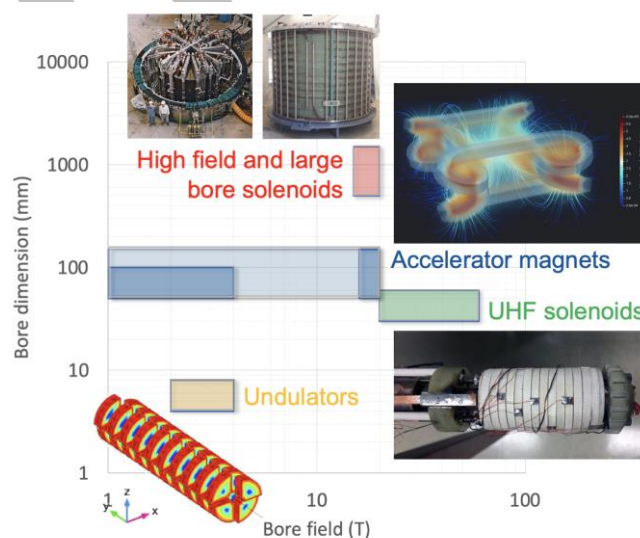 10000
1000
100
10
1
Bore dimension (mm)
High field and large
bore solenoids
Accelerator magnets
UHF solenoids
Undulators
z
y
x
1
10
100
Bore field (T)